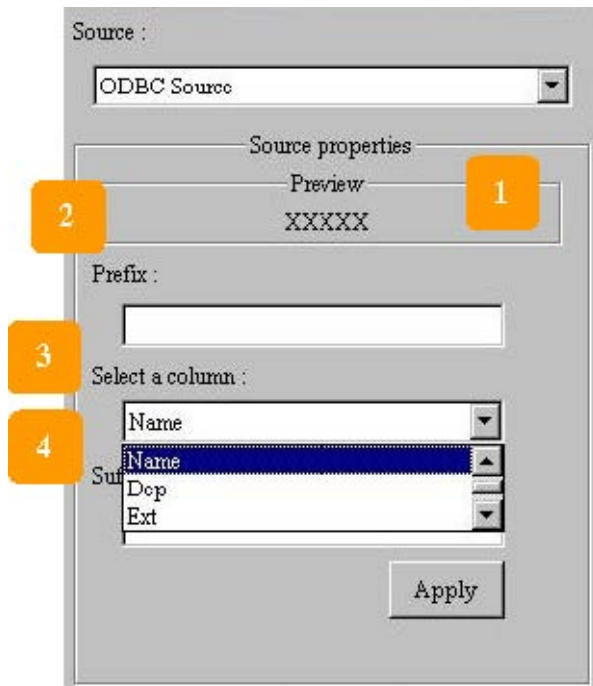 Source :
ODBC Source
Source properties
Preview
1
2
XXXXX
Prefix :
3
Select a column :
Name
4
Name
Suf
Dep
Ext
Apply